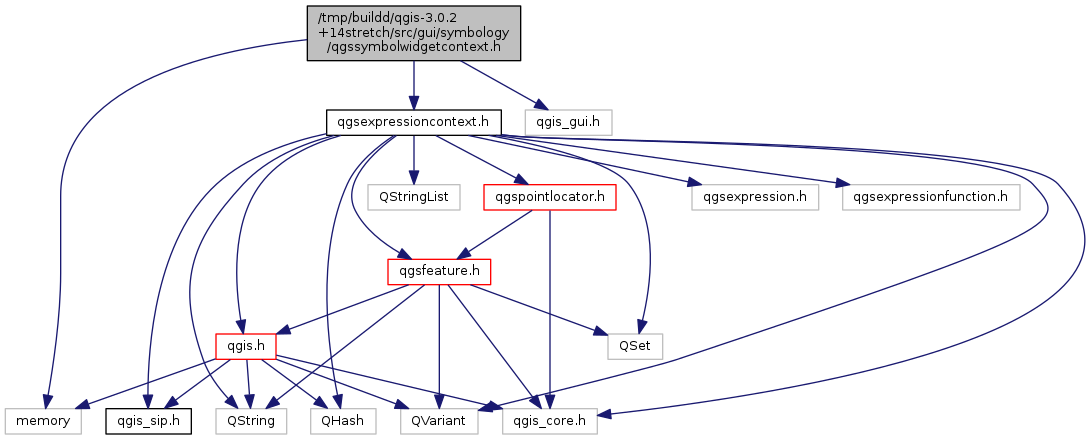 /tmp/buildd/qgis-3.0.2
+14stretch/src/gui/symbology
/qgssymbolwidgetcontext.h
qgsexpressioncontext.h
qgis_gui.h
QStringList
qgspointlocator.h
qgsexpression.h
qgsexpressionfunction.h
qgsfeature.h
qgis.h
QSet
memory
qgis_sip.h
QString
QHash
QVariant
qgis_core.h